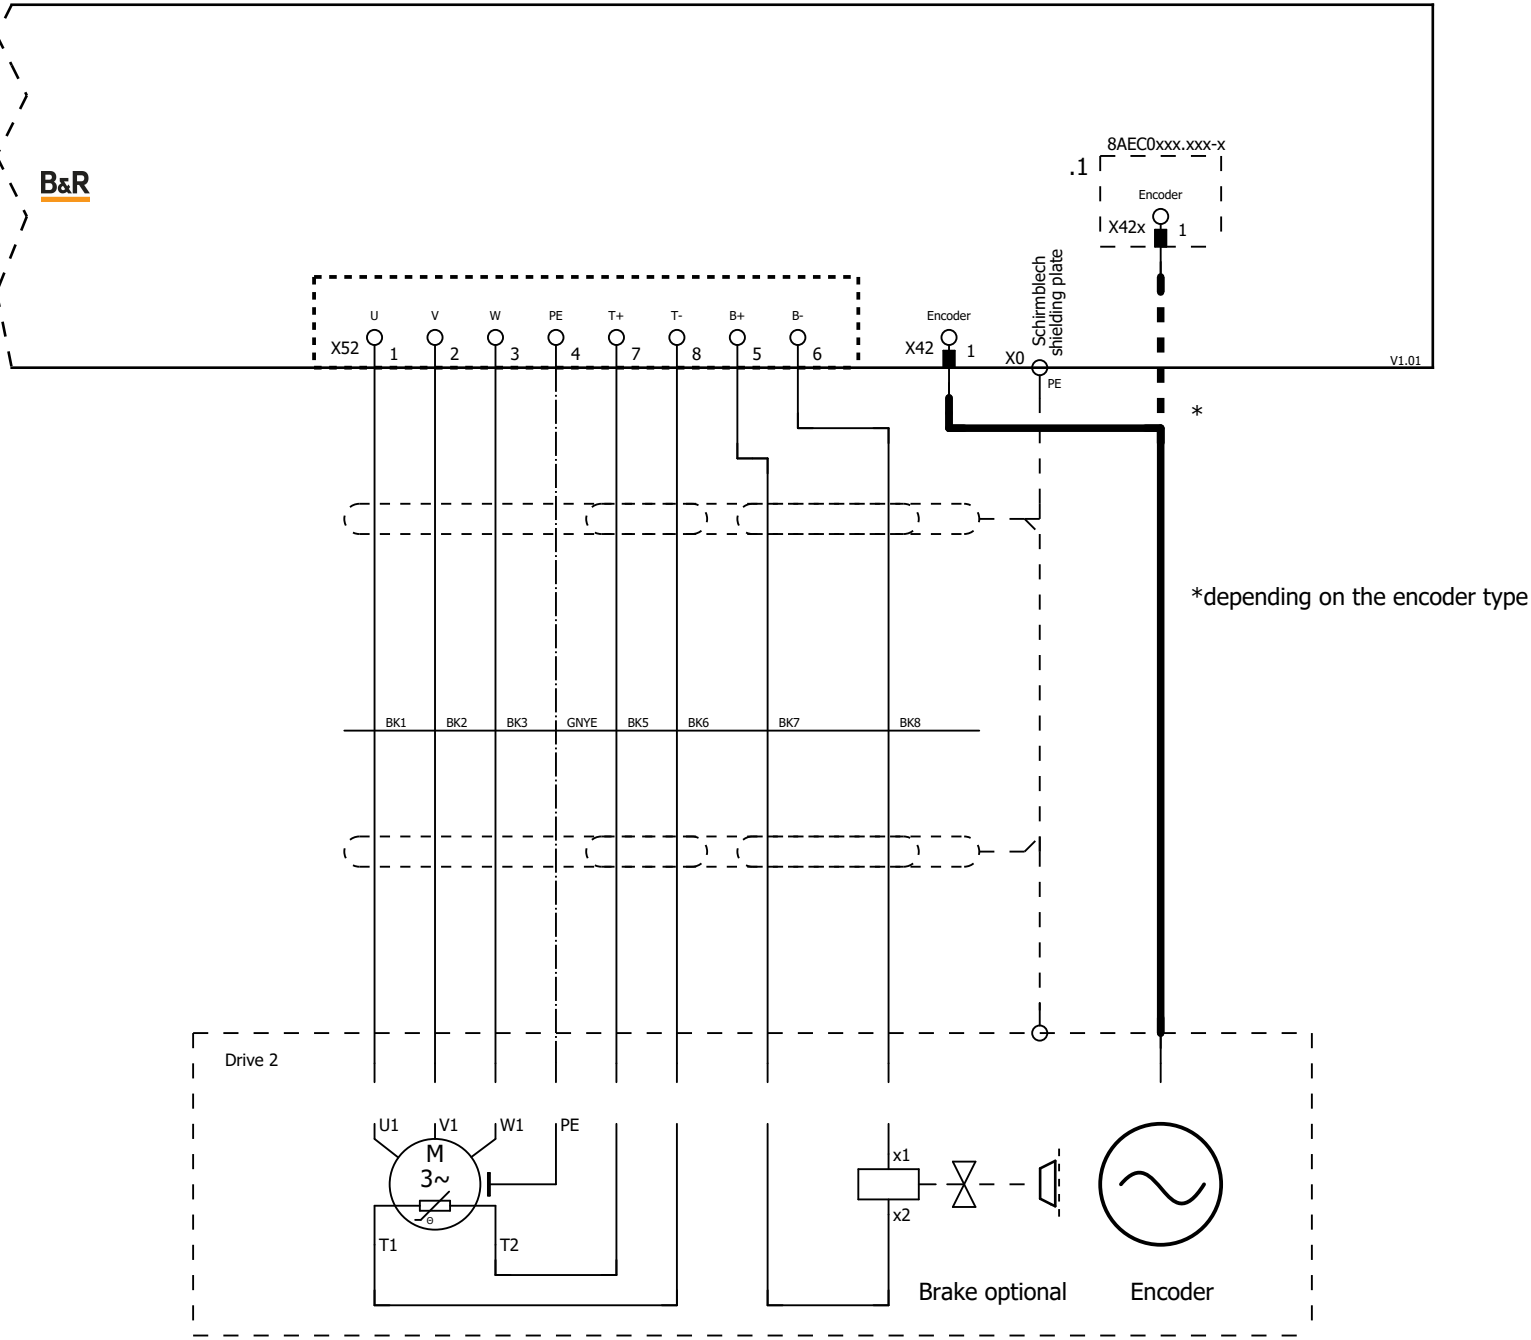 8AEC0xxx.xxx-x
.1
B&R
Encoder
X42x 1
Schirmblech
shielding plate
U V W PE T+ T- B+ B- Encoder
X52 1 2 3 4 7 8 5 6 X42 1 X0
V1.01
PE
*
*depending on the encoder type
BK1 BK2 BK3 GNYE BK5 BK6 BK7 BK8
Drive 2
U1 V1 W1 PE
M
3~
x1
Θ
x2
T1 T2
Brake optional Encoder